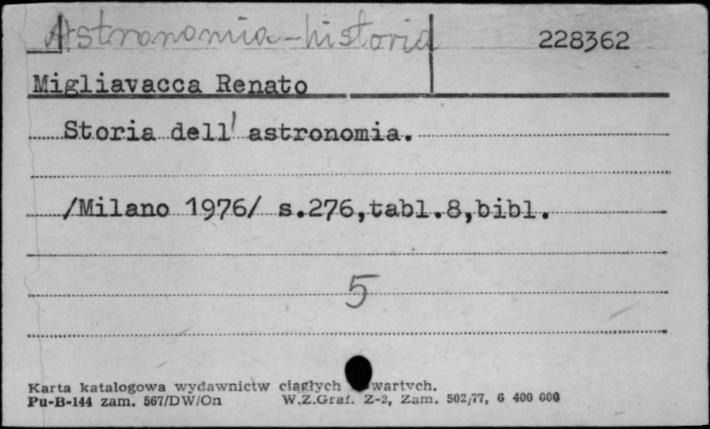 Astronomia - historia 228362
Migliavacca Renato
Storia dell'astronomia.
/Milano 1976/ s.276,tabl.8,bibl.
5
Karta katalogowa wydawnictw ciągłych wartych.
Pu-B-144 zam. 567/DW/On W.Z.Graf. Z-2, Zam. 502/77, 6 400 000